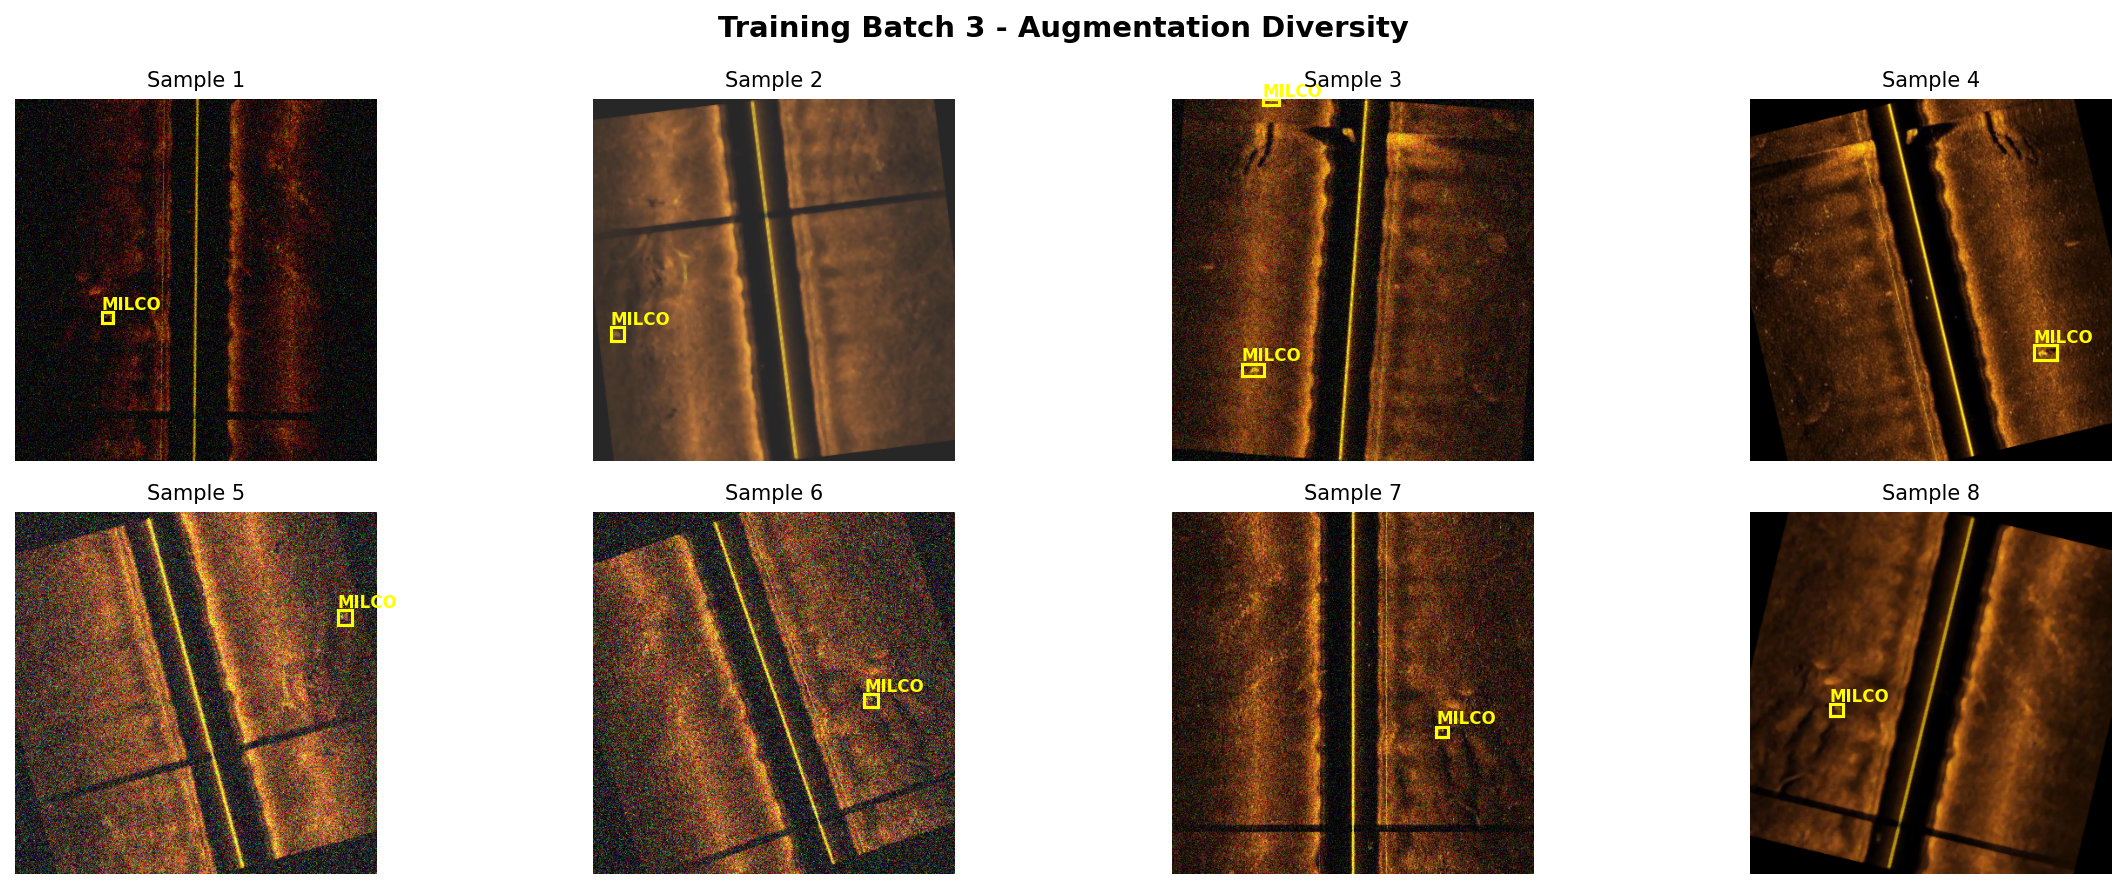 Training Batch 3 - Augmentation Diversity
Sample 1
Sample 2
Sample 3
Sample 4
MILCO
MILCO
MILCO
MILCO
MILCO
Sample 5
Sample 6
Sample 7
Sample 8
MILCO
MILCO
MILCO
MILCO